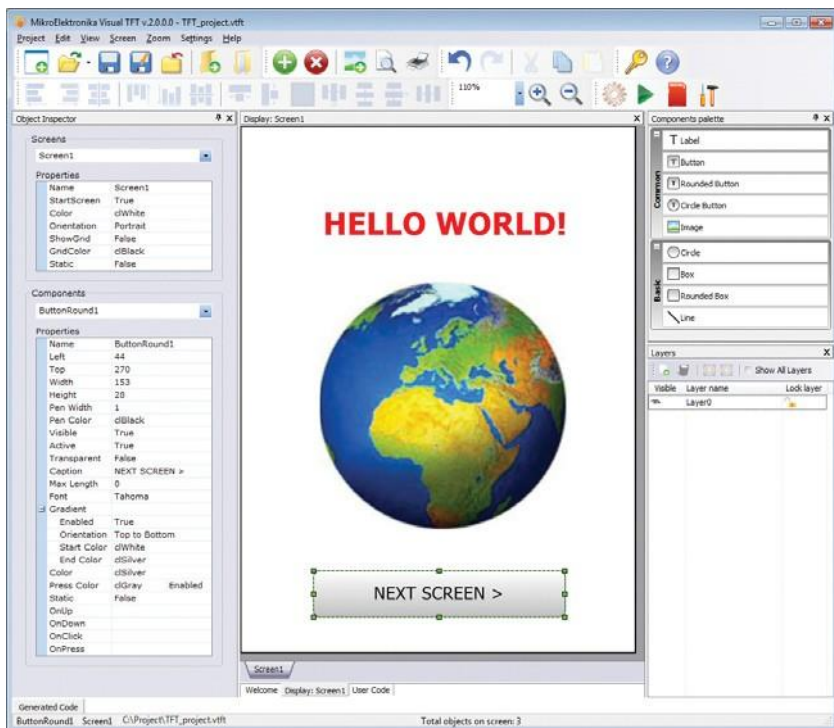 MikroElektronika Visual TFT v.2.0.0.0 - TFT_project.vtft
Project Edit View Screen Zoom Settings Help
110%
Object Inspector
Screens
Screen1
Properties
Name Screen1
StartScreen True
Color clWhite
Orientation Portrait
ShowGrid False
GridColor clBlack
Static False
Components
ButtonRound1
Properties
Name ButtonRound1
Left 44
Top 270
Width 153
Height 28
Pen Width 1
Pen Color clBlack
Visible True
Active True
Transparent False
Caption NEXT SCREEN >
Max Length 0
Font Tahoma
Gradient
Enabled True
Orientation Top to Bottom
Start Color clWhite
End Color clSilver
Color clSilver
Press Color clGray Enabled
Static False
OnUp
OnDown
OnClick
OnPress
Display: Screen1
HELLO WORLD!
NEXT SCREEN >
Screen1
Welcome Display: Screen1 User Code
Components palette
Common
T Label
Button
Rounded Button
Circle Button
Image
Basic
Circle
Box
Rounded Box
Line
Layers
Show All Layers
Visible Layer name Lock layer
Layer0
Generated Code
ButtonRound1 Screen1 C:\Project\TFT_project.vtft Total objects on screen: 3